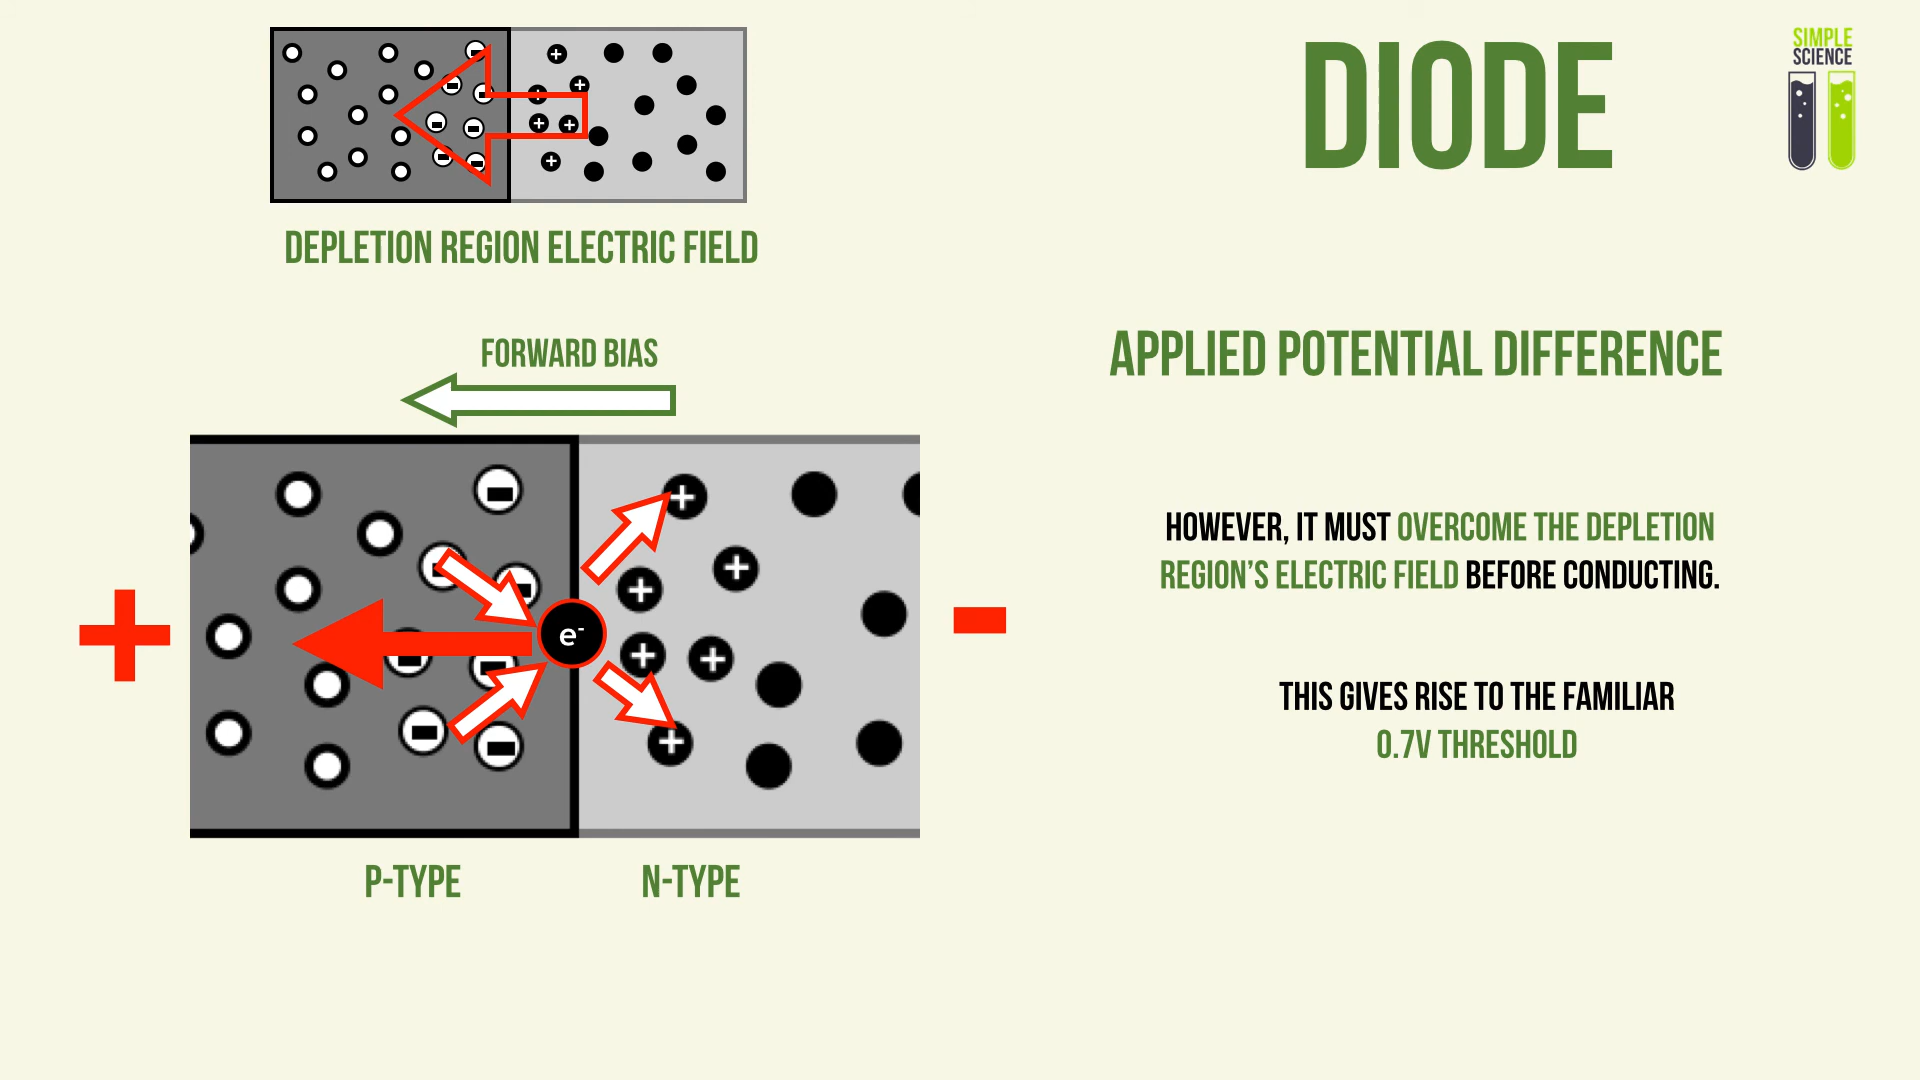 DIODE
SIMPLE
SCIENCE
DEPLETION REGION ELECTRIC FIELD
FORWARD BIAS
APPLIED POTENTIAL DIFFERENCE
HOWEVER, IT MUST OVERCOME THE DEPLETION
REGION'S ELECTRIC FIELD BEFORE CONDUCTING.
+
e-
-
THIS GIVES RISE TO THE FAMILIAR
0.7V THRESHOLD
P-TYPE
N-TYPE